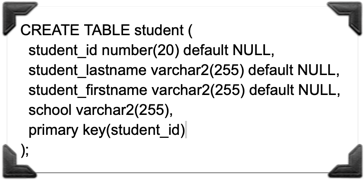 CREATE TABLE student (
student_id number(20) default NULL,
student_lastname varchar2(255) default NULL,
student_firstname varchar2(255) default NULL,
school varchar2(255),
primary key(student_id)
);